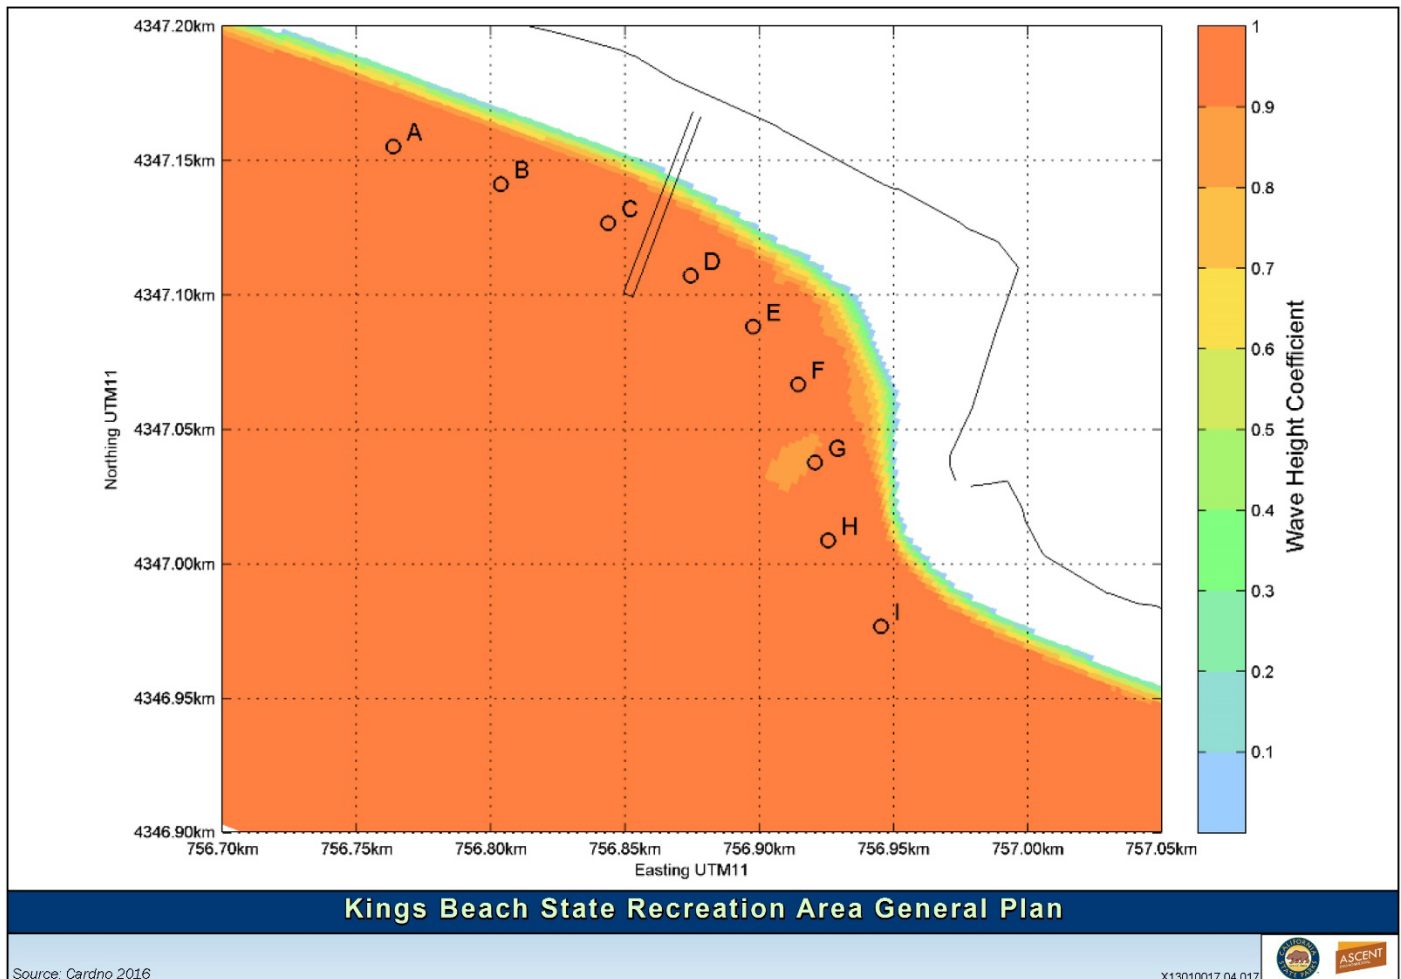 4347.20km
4347.15km
4347.10km
4347.05km
4347.00km
4346.95km
4346.90km
Northing UTM11
756.70km 756.75km 756.80km 756.85km 756.90km 756.95km 757.00km 757.05km
Easting UTM11
A
B
C
D
E
F
G
H
I
1
0.9
0.8
0.7
0.6
0.5
0.4
0.3
0.2
0.1
Wave Height Coefficient
Kings Beach State Recreation Area General Plan
Source: Cardno 2016
X13010017 04 017
CALIFORNIA
STATE PARKS
ASCENT